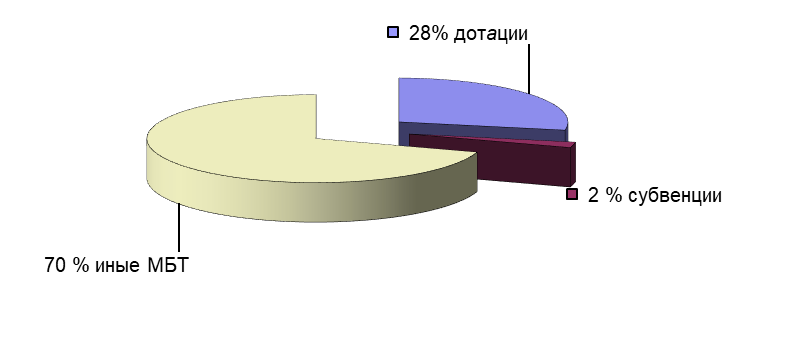 28% дотации
2 % субвенции
70 % иные МБТ